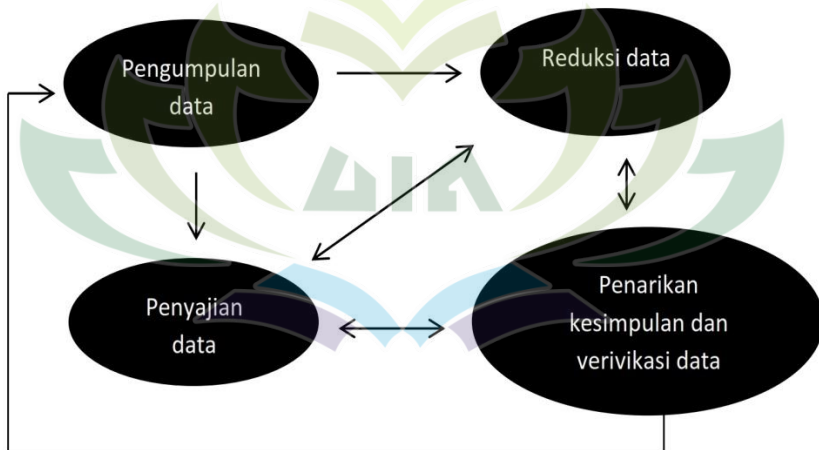 Pengumpulan
data
Reduksi data
Penyajian
data
Penarikan
kesimpulan dan
verivikasi data